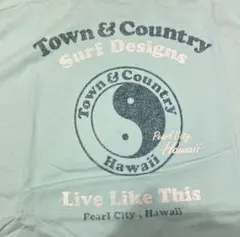 Town & Country
Surf Designs
Town & Country
Hawaii
Pearl City,
Hawaii
Live Like This
Pearl City, Hawaii